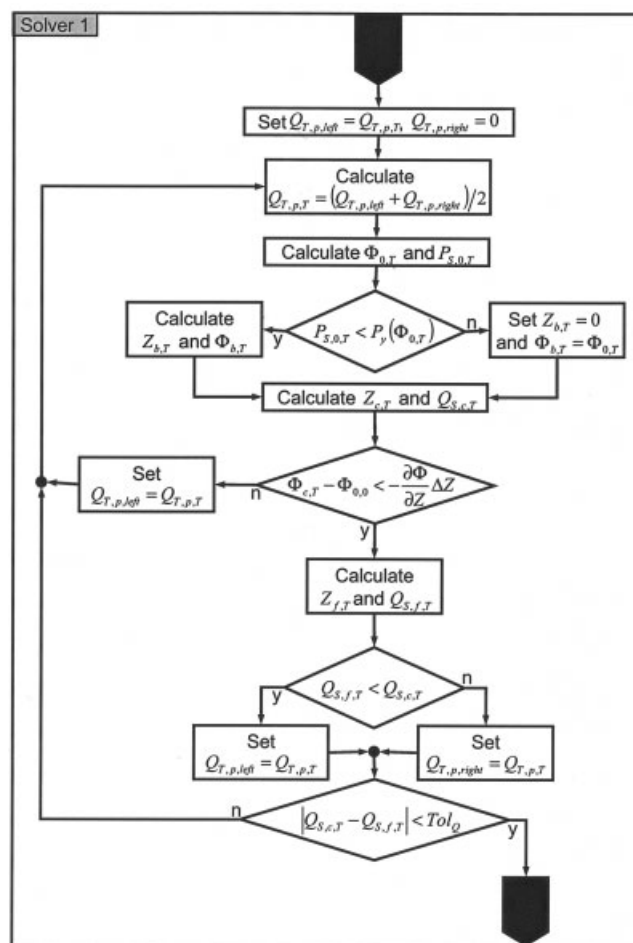 Solver 1
Set Q_{T,p,left} = Q_{T,p,T}, Q_{T,p,right} = 0
Calculate
Q_{T,p,T} = (Q_{T,p,left} + Q_{T,p,right})/2
Calculate Φ_{0,T} and P_{S,0,T}
Calculate
Z_{b,T} and Φ_{b,T}
y
P_{S,0,T} < P_y(Φ_{0,T})
n
Set Z_{b,T} = 0
and Φ_{b,T} = Φ_{0,T}
Calculate Z_{c,T} and Q_{S,c,T}
Set
Q_{T,p,left} = Q_{T,p,T}
n
Φ_{c,T} − Φ_{0,0} < −∂Φ/∂Z ΔZ
y
Calculate
Z_{f,T} and Q_{S,f,T}
y
Q_{S,f,T} < Q_{S,c,T}
n
Set
Q_{T,p,left} = Q_{T,p,T}
Set
Q_{T,p,right} = Q_{T,p,T}
n
|Q_{S,c,T} − Q_{S,f,T}| < Tol_Q
y